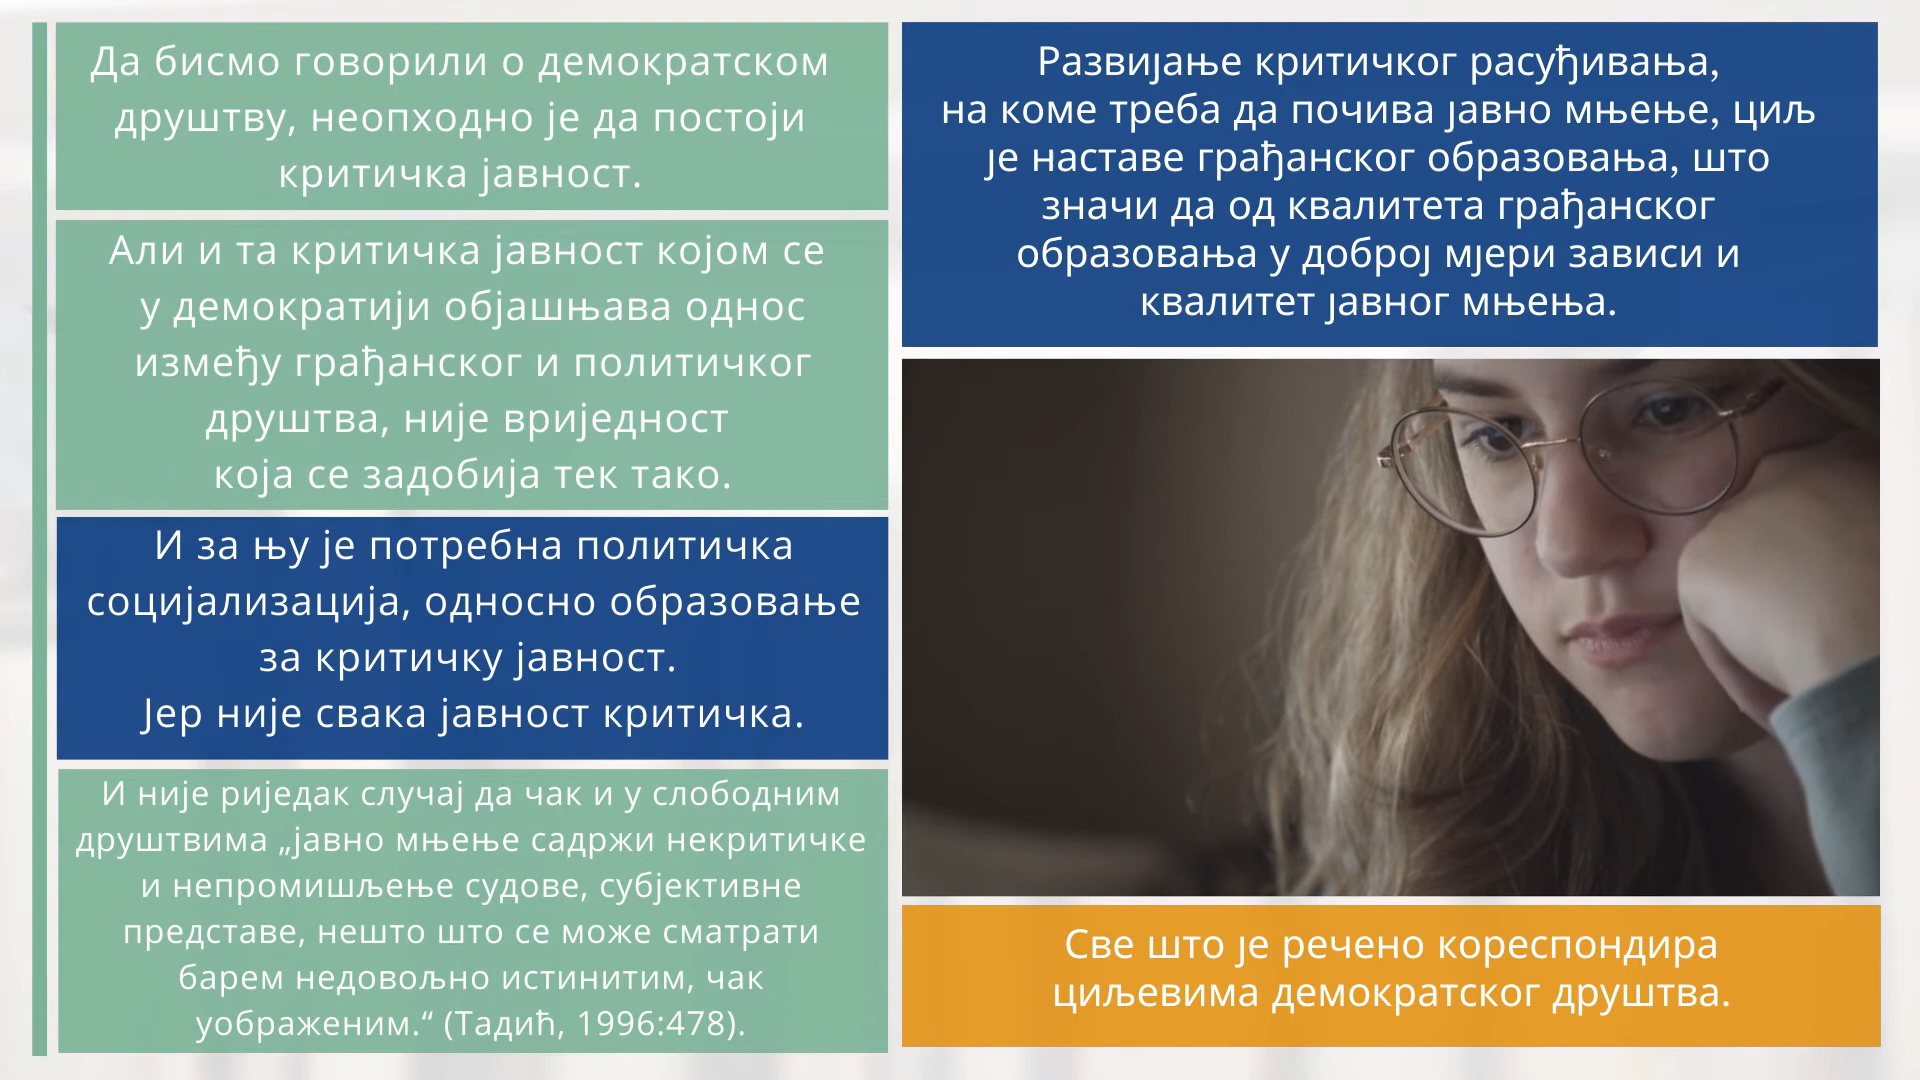 Да бисмо говорили о демократском
друштву, неопходно је да постоји
критичка јавност.
Али и та критичка јавност којом се
у демократији објашњава однос
између грађанског и политичког
друштва, није вриједност
која се задобија тек тако.
И за њу је потребна политичка
социјализација, односно образовање
за критичку јавност.
Јер није свака јавност критичка.
И није риједак случај да чак и у слободним
друштвима „јавно мњење садржи некритичке
и непромишљење судове, субјективне
представе, нешто што се може сматрати
барем недовољно истинитим, чак
уображеним.“ (Тадић, 1996:478).
Развијање критичког расуђивања,
на коме треба да почива јавно мњење, циљ
је наставе грађанског образовања, што
значи да од квалитета грађанског
образовања у доброј мјери зависи и
квалитет јавног мњења.
Све што је речено кореспондира
циљевима демократског друштва.